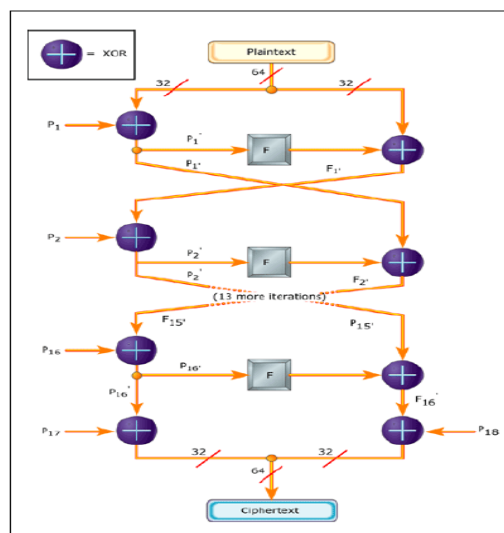 = XOR
Plaintext
64
32
32
P1
P1'
F
P1'
F1'
P2
P2'
F
P2'
F2'
(13 more iterations)
F15'
P15'
P16
P16'
F
P16'
F16'
P17
P18
32
32
64
Ciphertext